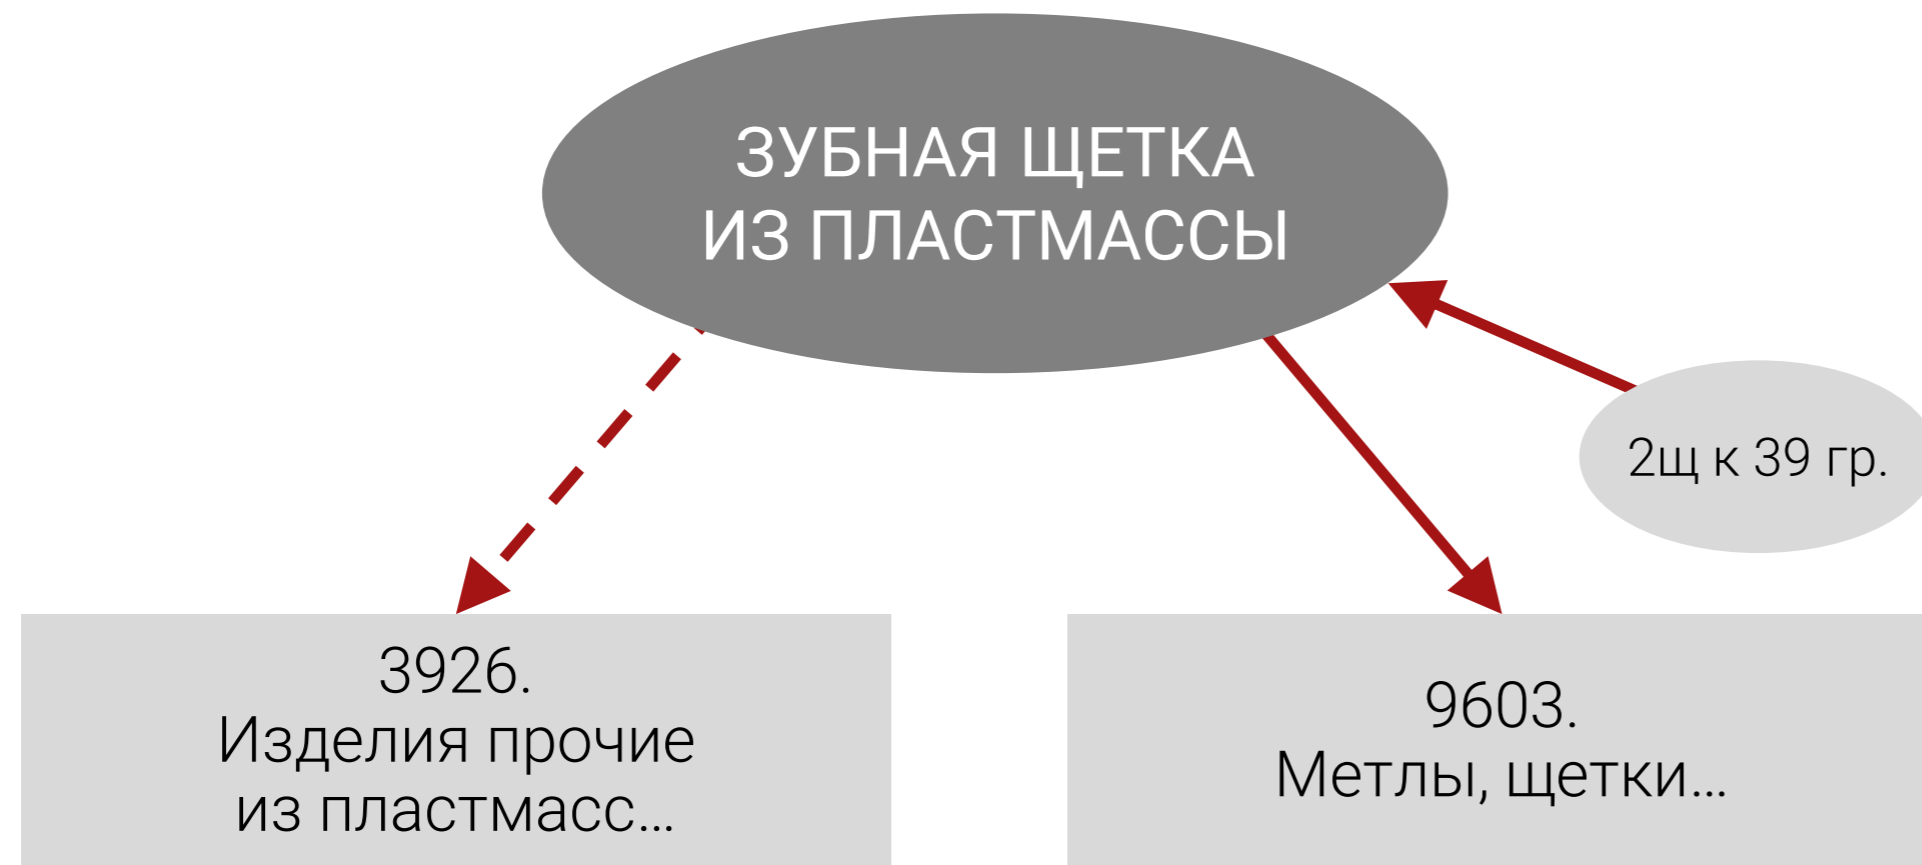 ЗУБНАЯ ЩЕТКА
ИЗ ПЛАСТМАССЫ
2щ к 39 гр.
3926.
Изделия прочие
из пластмасс...
9603.
Метлы, щетки...